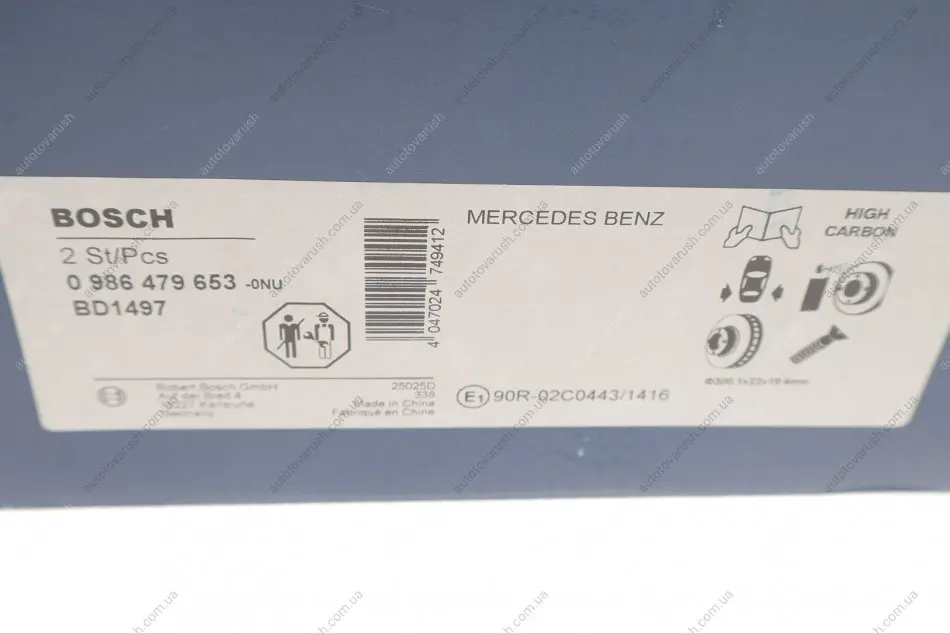 BOSCH
2 St/Pcs
0 986 479 653 -0NU
BD1497
4 047024 749412
MERCEDES BENZ
HIGH
CARBON
Robert Bosch GmbH
Auf der Breit 4
76227 Karlsruhe
Germany
25025D
338
Made in China
Fabriqué en Chine
E1 90R-02C0443/1416
autotovarush.com.ua